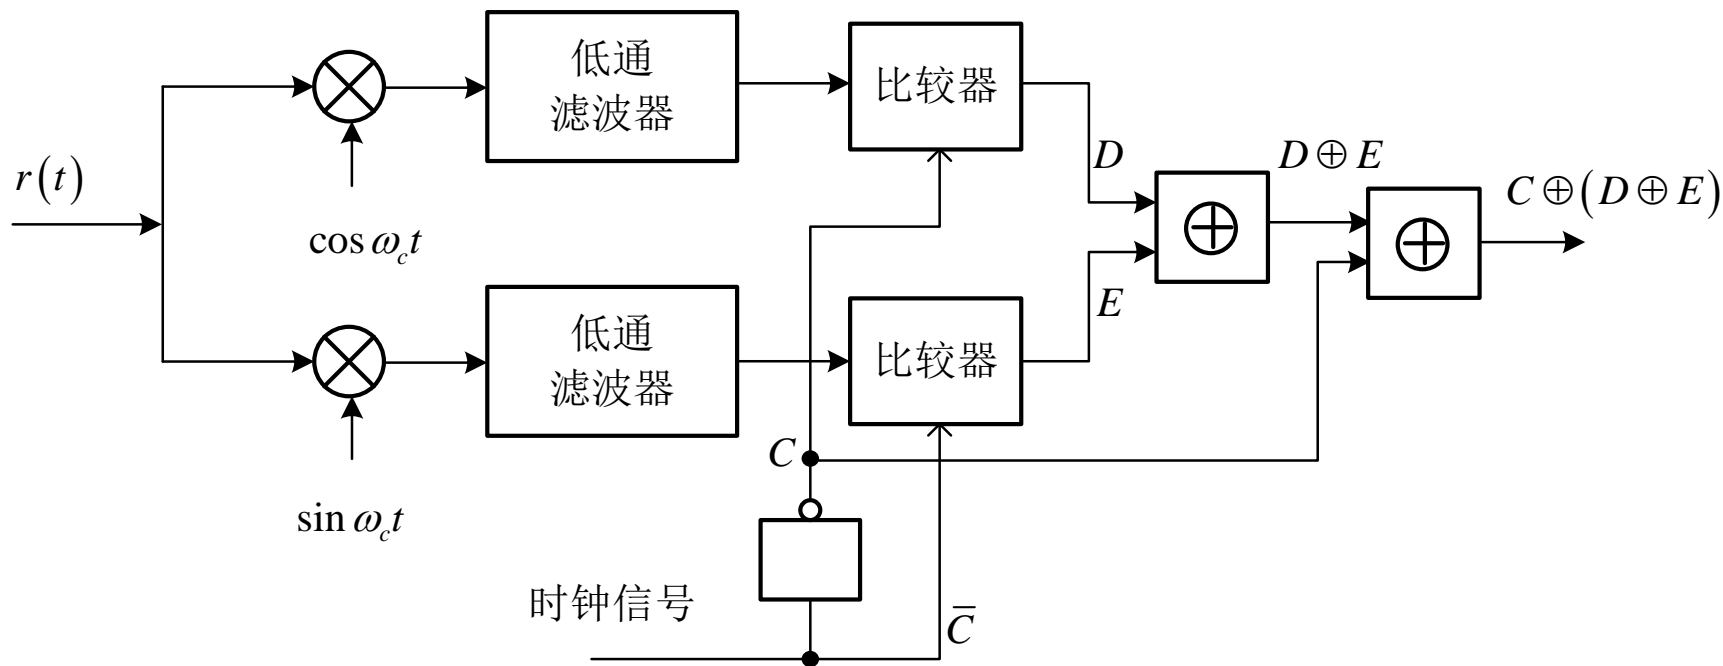 r(t)
cos ω_c t
低通
滤波器
比较器
D
D ⊕ E
C ⊕ (D ⊕ E)
sin ω_c t
低通
滤波器
比较器
E
C
时钟信号
C̅